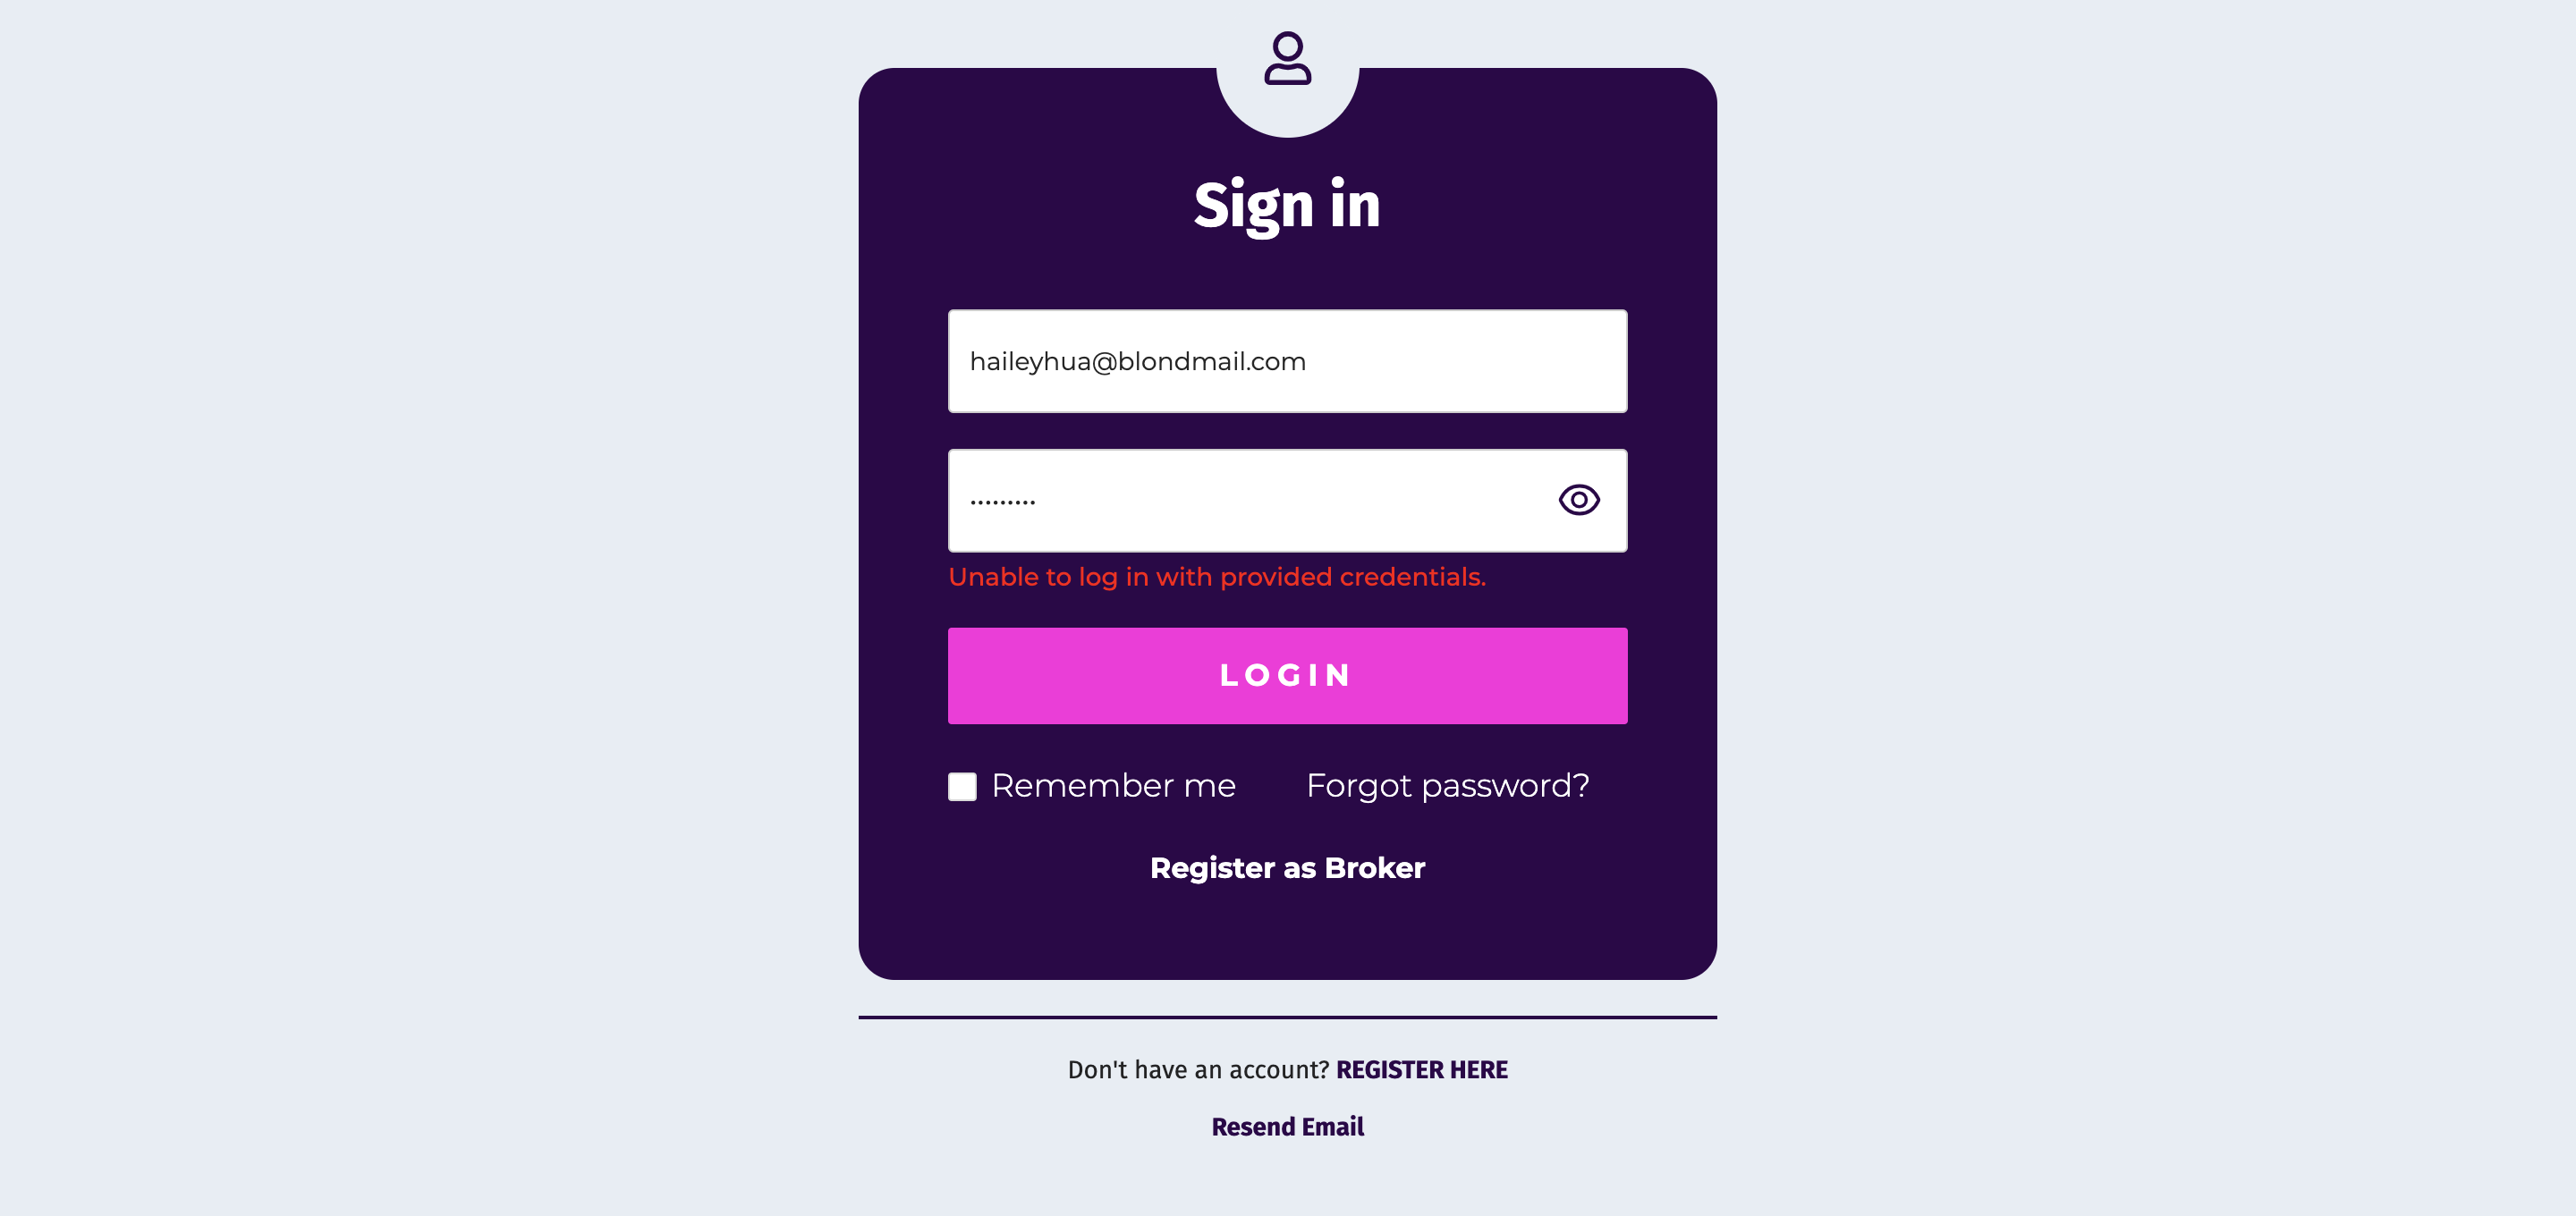 Sign in
haileyhua@blondmail.com
•••••••••
Unable to log in with provided credentials.
LOGIN
Remember me
Forgot password?
Register as Broker
Don't have an account? REGISTER HERE
Resend Email